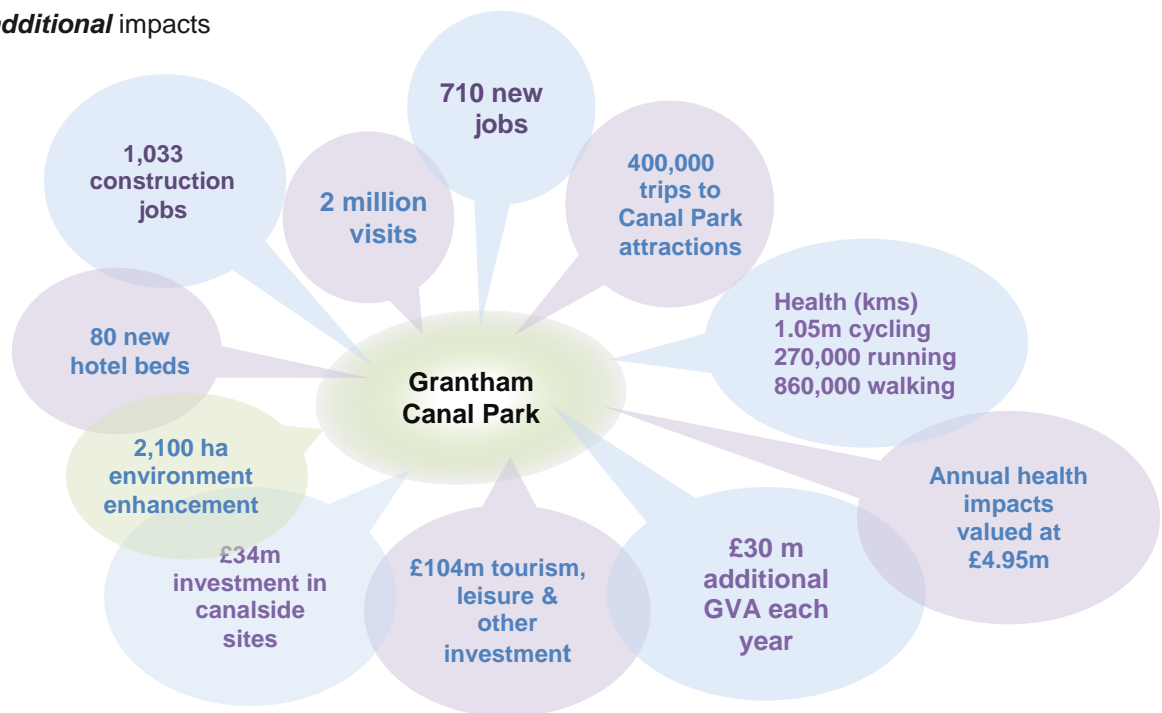 additional impacts
710 new
jobs
1,033
construction
jobs
2 million
visits
400,000
trips to
Canal Park
attractions
Health (kms)
1.05m cycling
270,000 running
860,000 walking
80 new
hotel beds
Grantham
Canal Park
2,100 ha
environment
enhancement
Annual health
impacts
valued at
£4.95m
£34m
investment in
canalside
sites
£104m tourism,
leisure &
other
investment
£30 m
additional
GVA each
year